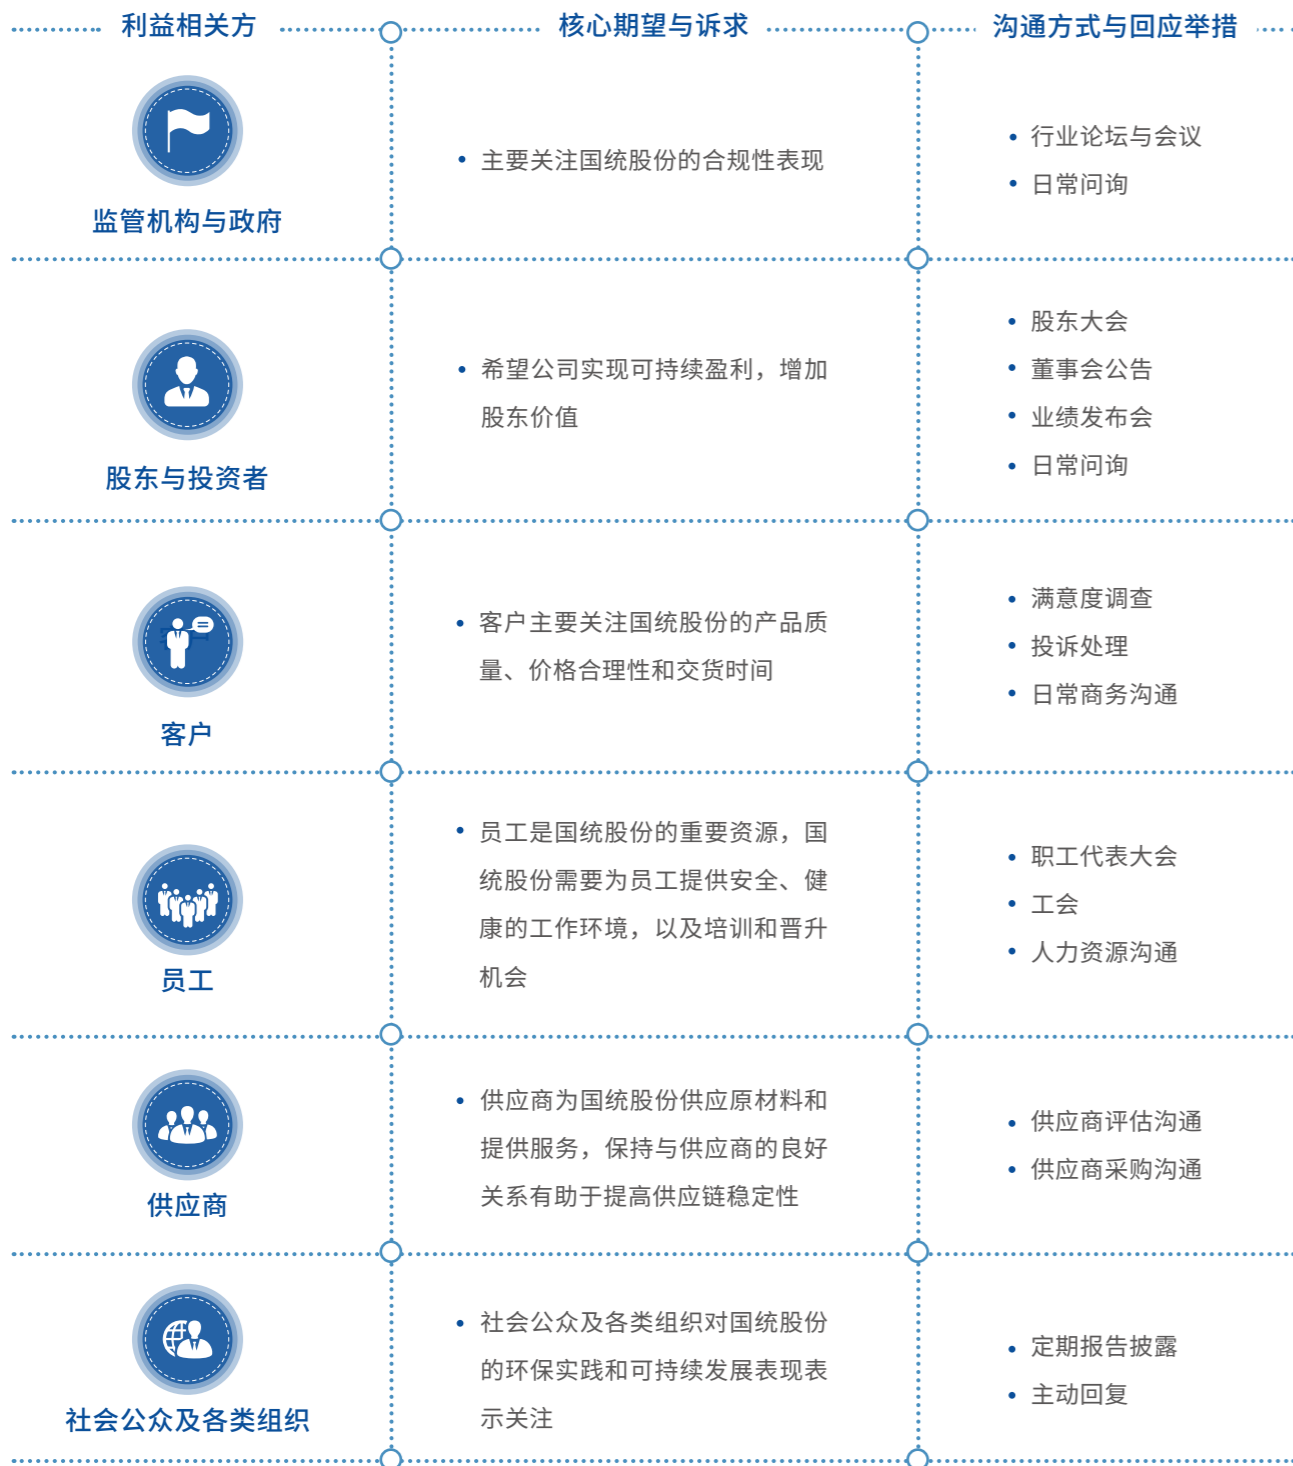 利益相关方
核心期望与诉求
沟通方式与回应举措
监管机构与政府
• 主要关注国统股份的合规性表现
• 行业论坛与会议
• 日常问询
股东与投资者
• 希望公司实现可持续盈利，增加
股东价值
• 股东大会
• 董事会公告
• 业绩发布会
• 日常问询
客户
• 客户主要关注国统股份的产品质
量、价格合理性和交货时间
• 满意度调查
• 投诉处理
• 日常商务沟通
员工
• 员工是国统股份的重要资源，国
统股份需要为员工提供安全、健
康的工作环境，以及培训和晋升
机会
• 职工代表大会
• 工会
• 人力资源沟通
供应商
• 供应商为国统股份供应原材料和
提供服务，保持与供应商的良好
关系有助于提高供应链稳定性
• 供应商评估沟通
• 供应商采购沟通
社会公众及各类组织
• 社会公众及各类组织对国统股份
的环保实践和可持续发展表现表
示关注
• 定期报告披露
• 主动回复